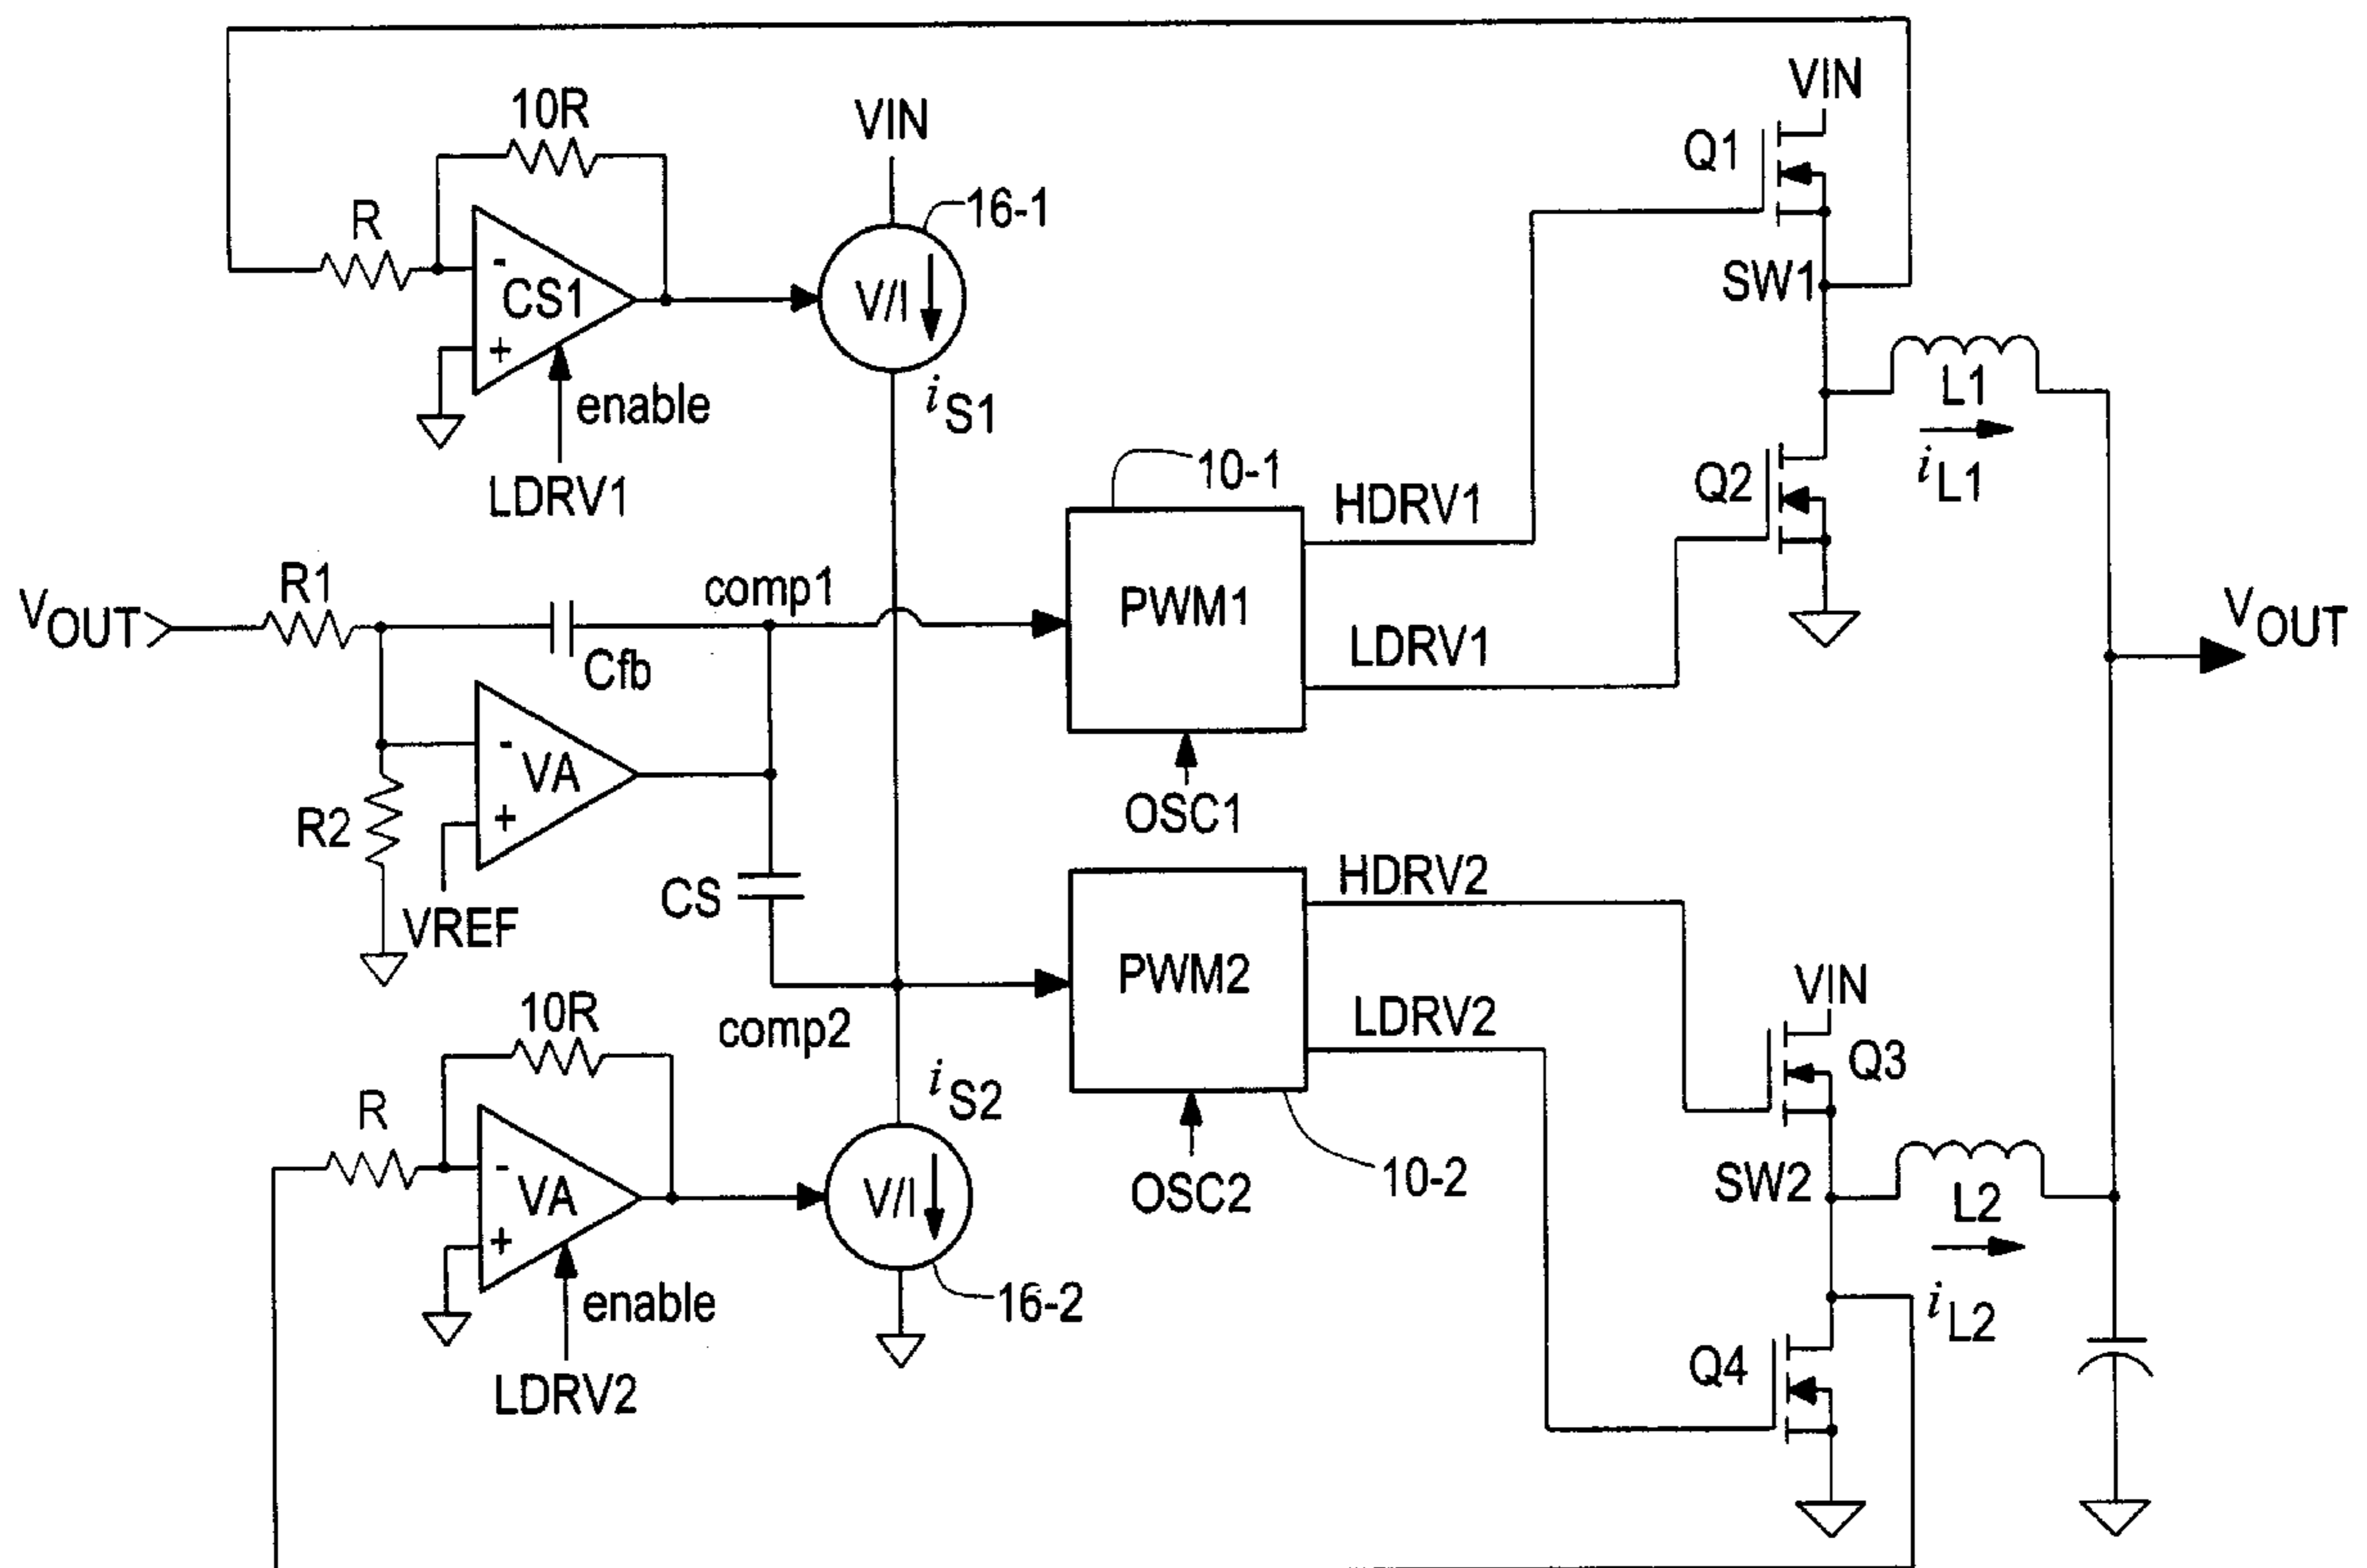 VIN
10R
VIN
Q1
16-1
R
-
CS1
V/I
SW1
+
enable
iS1
L1
LDRV1
10-1
Q2
iL1
HDRV1
R1
comp1
VOUT
PWM1
VOUT
LDRV1
Cfb
-
VA
R2
+
OSC1
HDRV2
CS
VREF
PWM2
VIN
10R
comp2
LDRV2
Q3
iS2
R
-
SW2
VA
V/I
OSC2
10-2
L2
+
enable
16-2
iL2
Q4
LDRV2